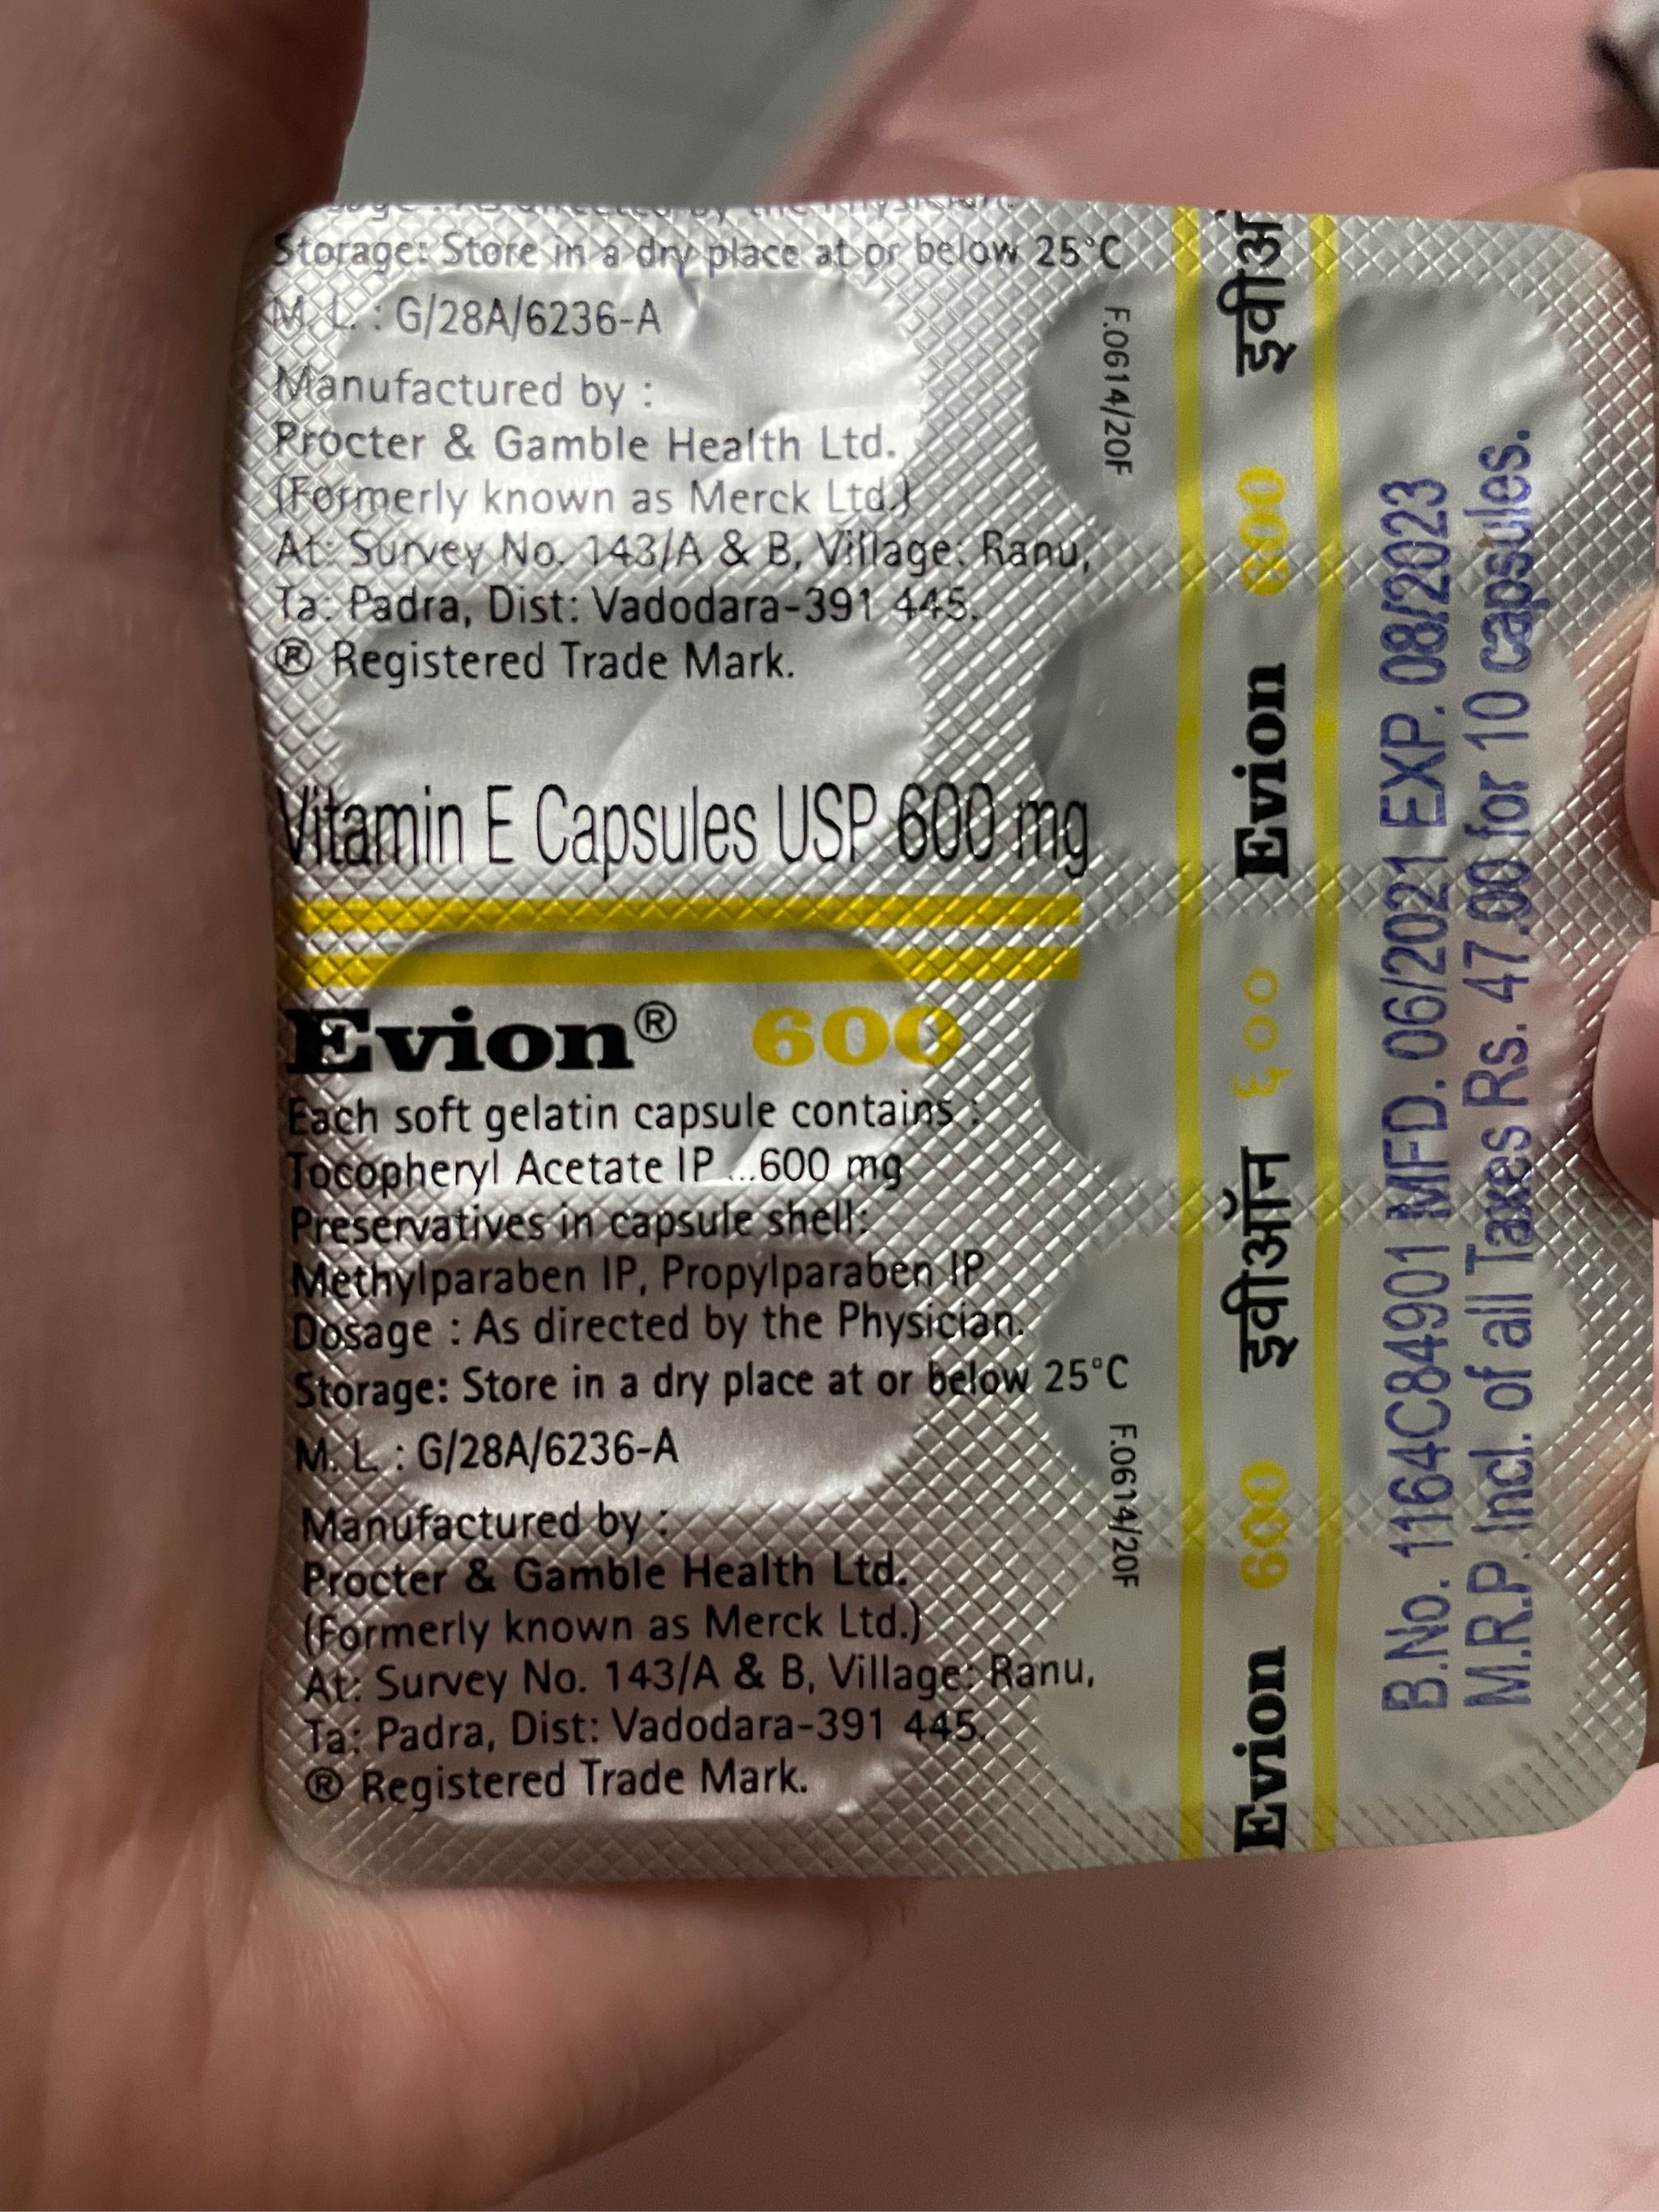 Storage: Store in a dry place at or below 25°C
M. L. : G/28A/6236-A
Manufactured by :
Procter & Gamble Health Ltd.
(Formerly known as Merck Ltd.)
At: Survey No. 143/A & B, Village: Ranu,
Ta: Padra, Dist: Vadodara-391 445.
® Registered Trade Mark.
Vitamin E Capsules USP 600 mg
Evion® 600
Each soft gelatin capsule contains :
Tocopheryl Acetate IP ...600 mg
Preservatives in capsule shell:
Methylparaben IP, Propylparaben IP
Dosage : As directed by the Physician.
Storage: Store in a dry place at or below 25°C
M. L. : G/28A/6236-A
Manufactured by :
Procter & Gamble Health Ltd.
(Formerly known as Merck Ltd.)
At: Survey No. 143/A & B, Village: Ranu,
Ta: Padra, Dist: Vadodara-391 445.
® Registered Trade Mark.
F.0614/20F
F.0614/20F
Evion 600 इवीऑन ६०० Evion 600
B.No. 1164C84901 MFD. 06/2021 EXP. 08/2023
M.R.P. Incl. of all Taxes Rs. 47.00 for 10 capsules.